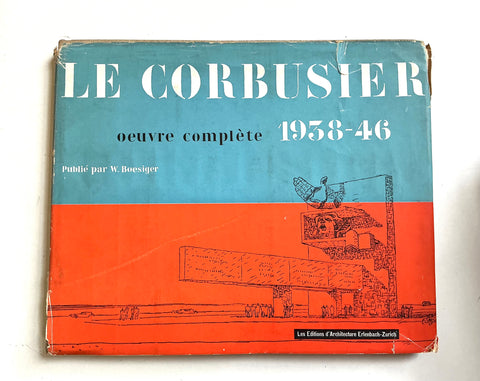 LE CORBUSIER
oeuvre complète 1938-46
Publié par W. Boesiger
Les Editions d'Architecture Erlenbach-Zurich